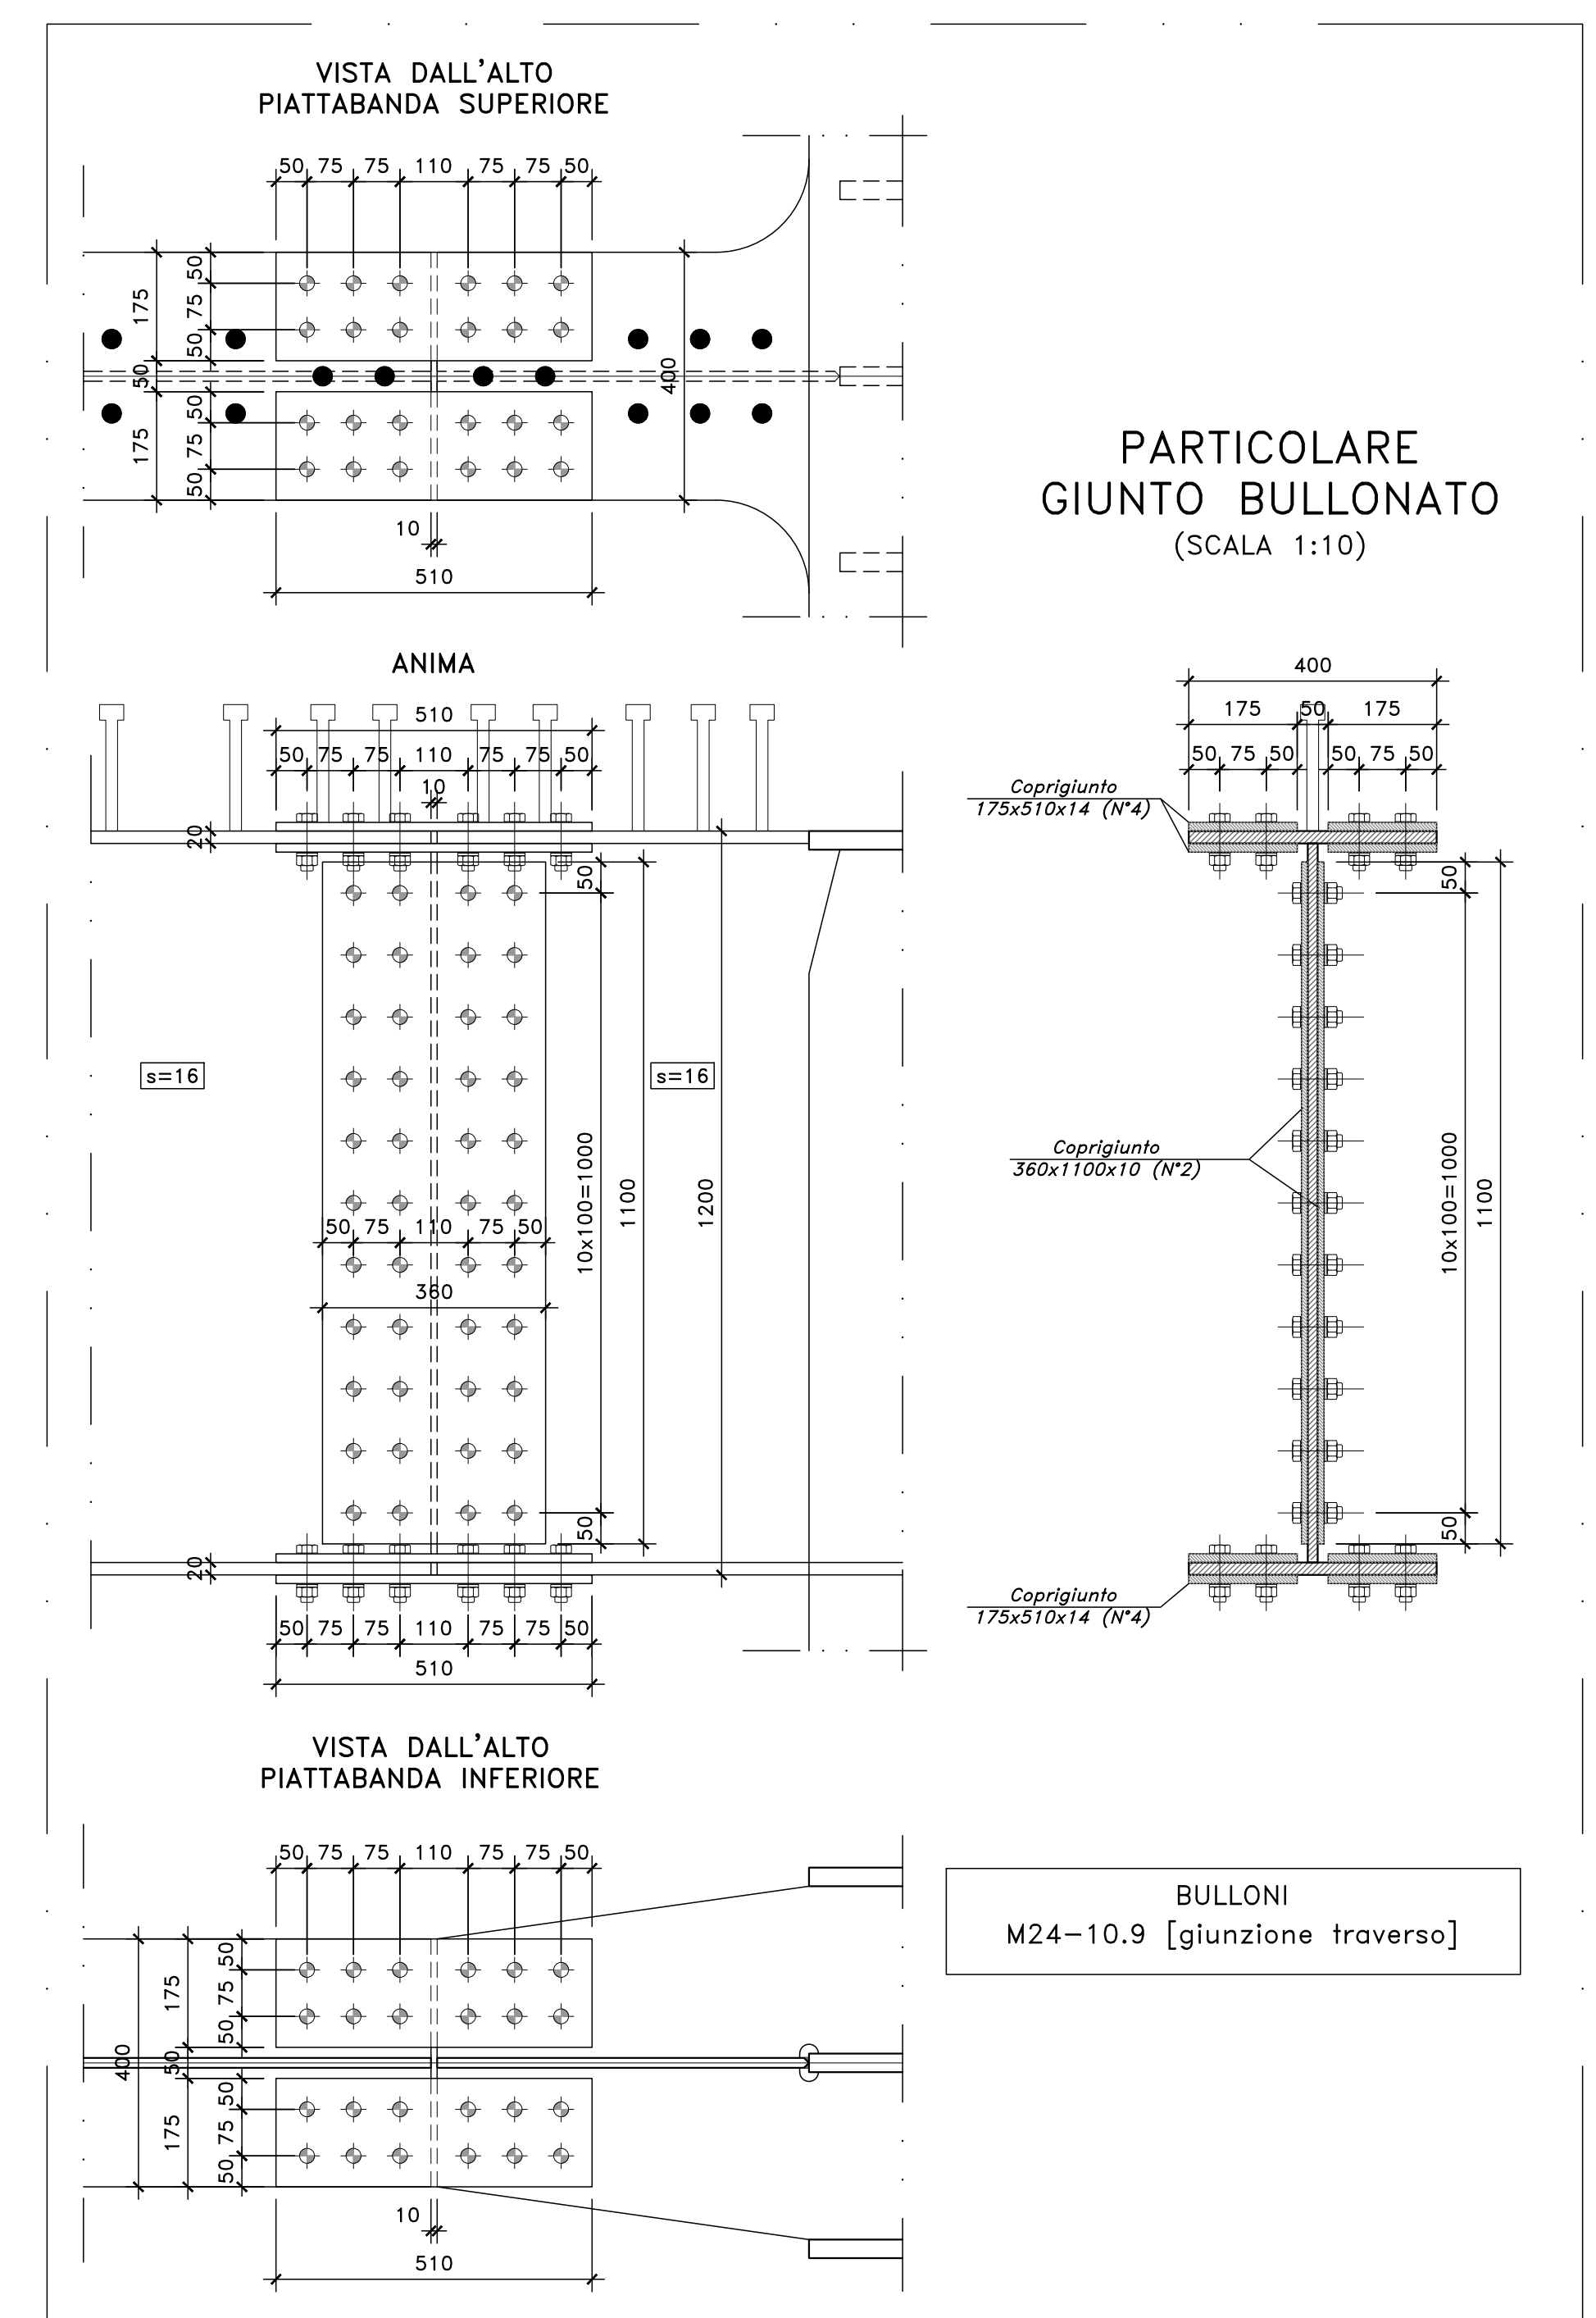 VISTA DALL'ALTO
PIATTABANDA SUPERIORE
50 75 75 110 75 75 50
175
50
175
50
75
50
50
75
50
400
10
510
PARTICOLARE
GIUNTO BULLONATO
(SCALA 1:10)
ANIMA
510
50 75 75 110 75 75 50
10
20
50
s=16
s=16
10x100=1000
1100
1200
50 75 110 75 50
360
50
20
50 75 75 110 75 75 50
510
400
175 50 175
50 75 50 50 75 50
Coprigiunto
175x510x14 (N°4)
50
Coprigiunto
360x1100x10 (N°2)
10x100=1000
1100
50
Coprigiunto
175x510x14 (N°4)
VISTA DALL'ALTO
PIATTABANDA INFERIORE
50 75 75 110 75 75 50
400
175
50
175
50
75
50
50
75
50
10
510
BULLONI
M24-10.9 [giunzione traverso]